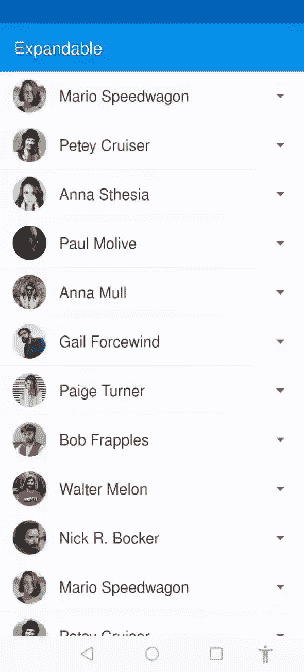 Expandable
Mario Speedwagon
Petey Cruiser
Anna Sthesia
Paul Molive
Anna Mull
Gail Forcewind
Paige Turner
Bob Frapples
Walter Melon
Nick R. Bocker
Mario Speedwagon
Petey Cruiser